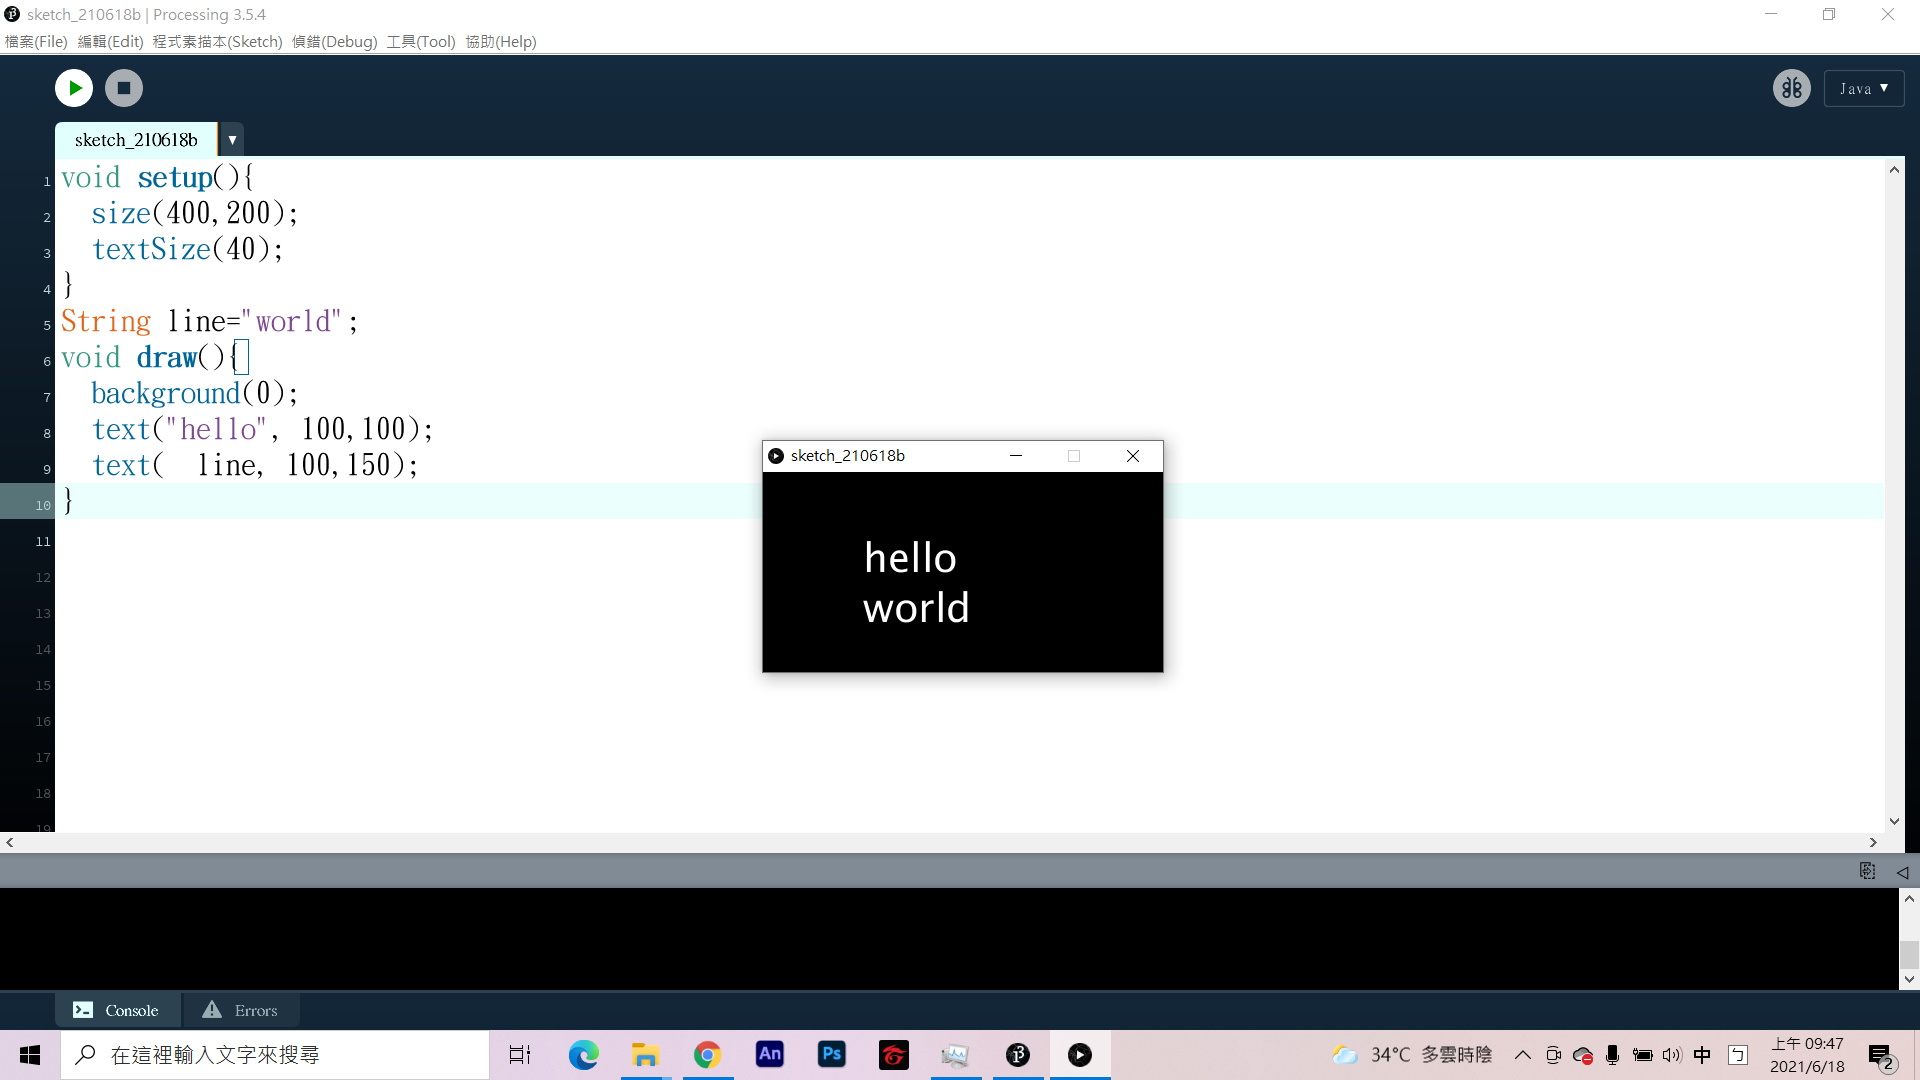 sketch_210618b | Processing 3.5.4
檔案(File) 編輯(Edit) 程式素描本(Sketch) 偵錯(Debug) 工具(Tool) 協助(Help)
Java ▼
sketch_210618b ▼
1 void setup(){
2   size(400,200);
3   textSize(40);
4 }
5 String line="world";
6 void draw(){
7   background(0);
8   text("hello", 100,100);
9   text(  line, 100,150);
10 }
11
12
13
14
15
16
17
18
19
sketch_210618b
hello
world
Console
Errors
在這裡輸入文字來搜尋
An
Ps
34°C 多雲時陰
中
ㄅ
上午 09:47
2021/6/18
2